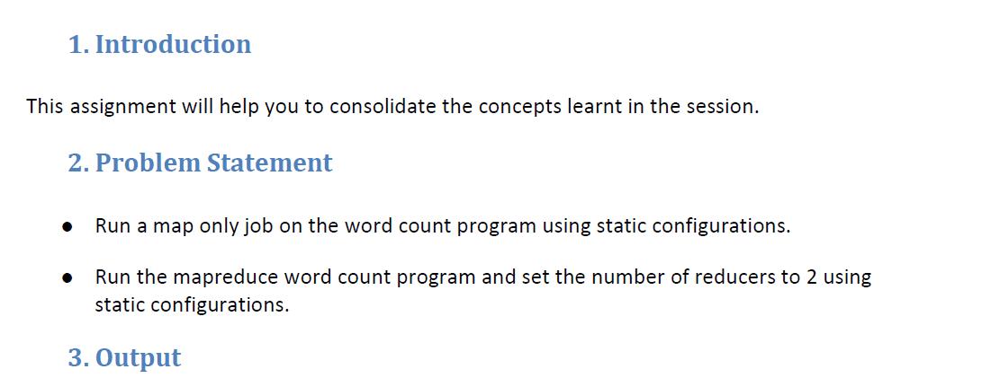 1. Introduction
This assignment will help you to consolidate the concepts learnt in the session.
2. Problem Statement
● Run a map only job on the word count program using static configurations.
● Run the mapreduce word count program and set the number of reducers to 2 using
static configurations.
3. Output